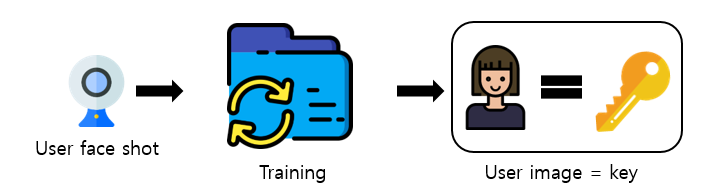 User face shot
Training
User image = key